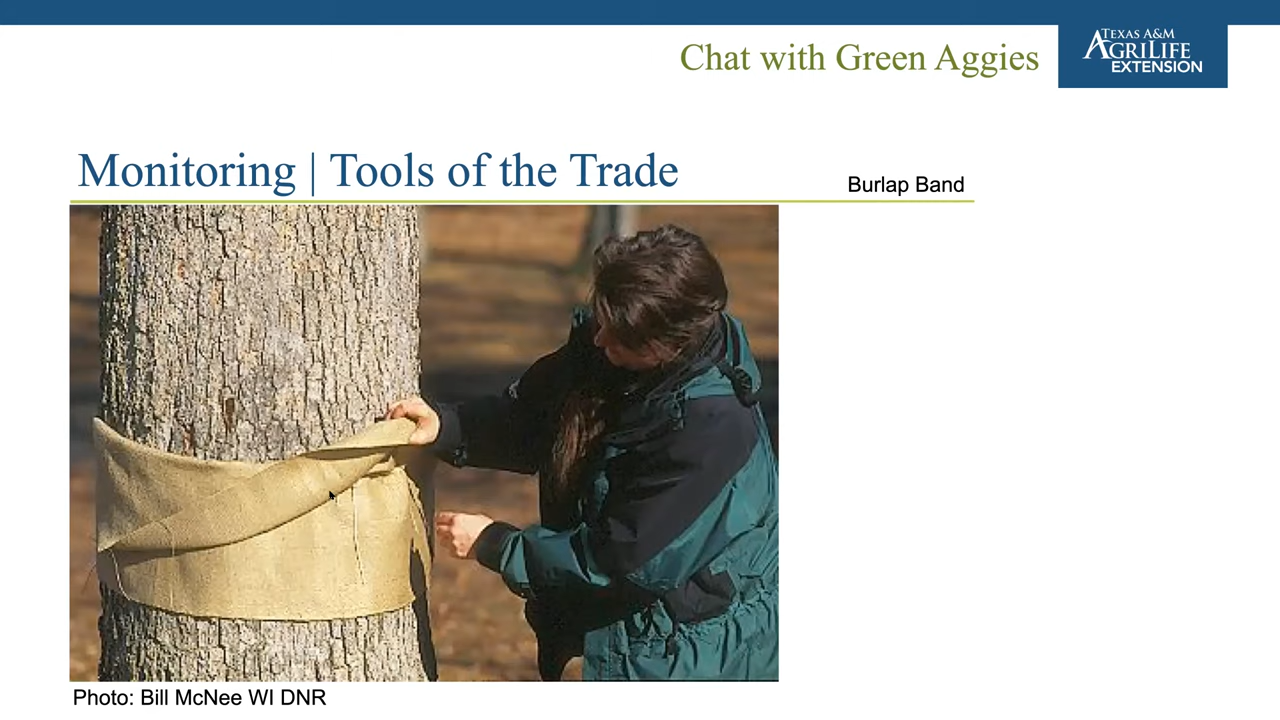 Chat with Green Aggies
TEXAS A&M
AGRILIFE
EXTENSION
Monitoring | Tools of the Trade
Burlap Band
Photo: Bill McNee WI DNR